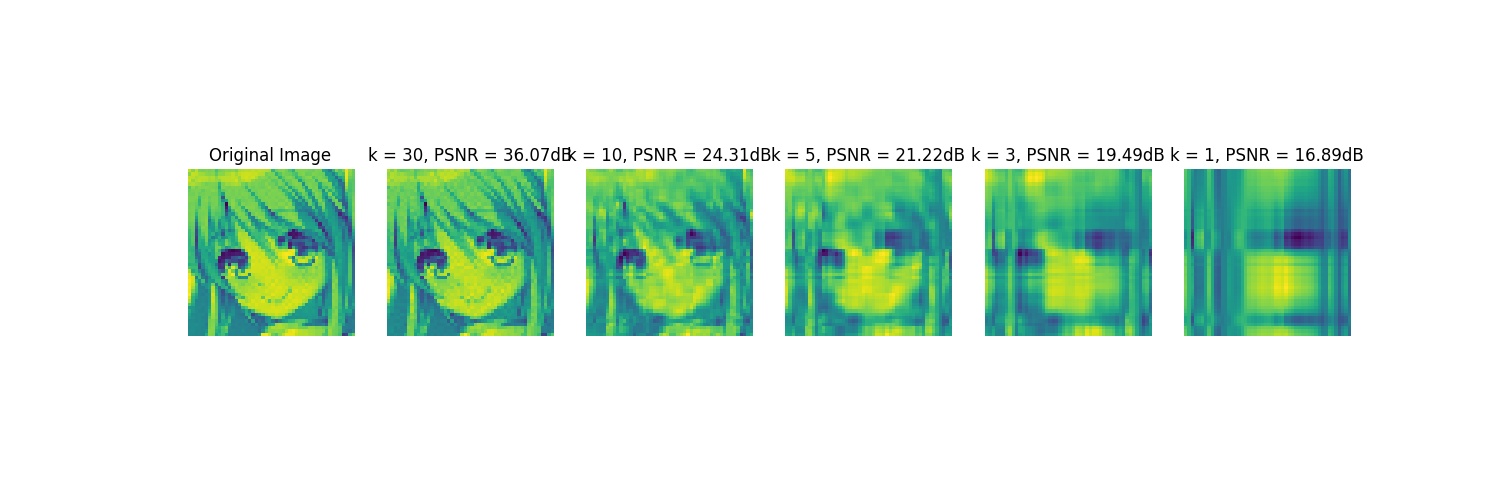 Original Image
k = 30, PSNR = 36.07dB
k = 10, PSNR = 24.31dB
k = 5, PSNR = 21.22dB
k = 3, PSNR = 19.49dB
k = 1, PSNR = 16.89dB